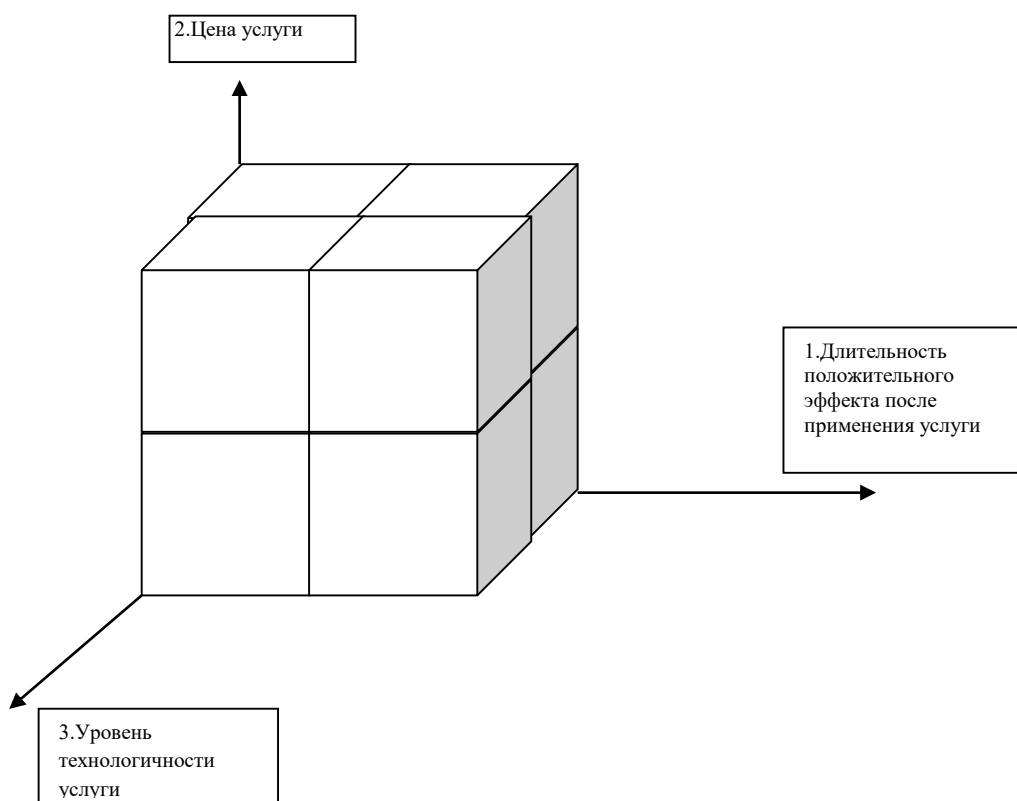 2.Цена услуги
1.Длительность
положительного
эффекта после
применения услуги
3.Уровень
технологичности
услуги